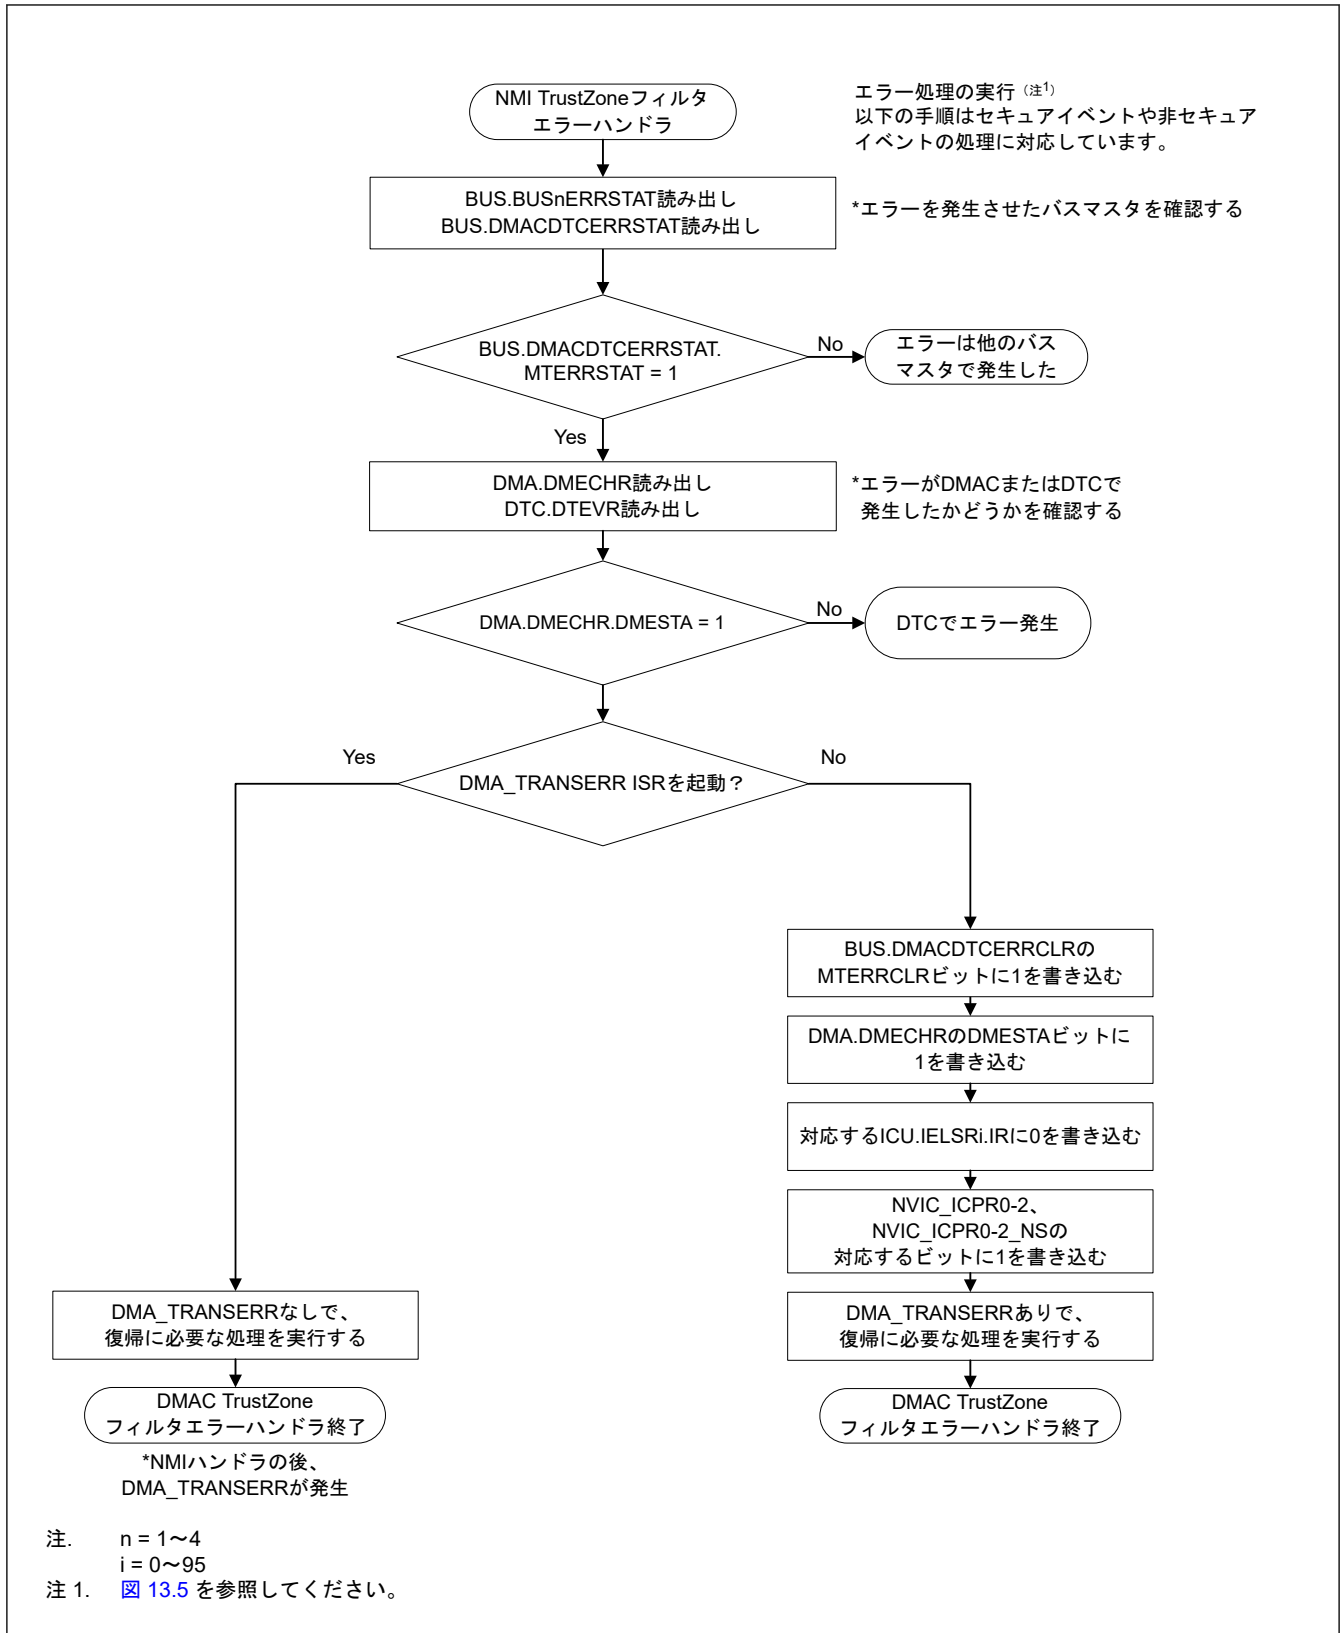 NMI TrustZoneフィルタ
エラーハンドラ
エラー処理の実行（注1）
以下の手順はセキュアイベントや非セキュア
イベントの処理に対応しています。
BUS.BUSnERRSTAT読み出し
BUS.DMACDTCERRSTAT読み出し
*エラーを発生させたバスマスタを確認する
BUS.DMACDTCERRSTAT.
MTERRSTAT = 1
No
エラーは他のバス
マスタで発生した
Yes
DMA.DMECHR読み出し
DTC.DTEVR読み出し
*エラーがDMACまたはDTCで
発生したかどうかを確認する
DMA.DMECHR.DMESTA = 1
No
DTCでエラー発生
Yes
DMA_TRANSERR ISRを起動？
No
BUS.DMACDTCERRCLRの
MTERRCLRビットに1を書き込む
DMA.DMECHRのDMESTAビットに
1を書き込む
対応するICU.IELSRi.IRに0を書き込む
NVIC_ICPR0-2、
NVIC_ICPR0-2_NSの
対応するビットに1を書き込む
DMA_TRANSERRなしで、
復帰に必要な処理を実行する
DMA_TRANSERRありで、
復帰に必要な処理を実行する
DMAC TrustZone
フィルタエラーハンドラ終了
DMAC TrustZone
フィルタエラーハンドラ終了
*NMIハンドラの後、
DMA_TRANSERRが発生
注. n = 1～4
i = 0～95
注 1. 図 13.5 を参照してください。